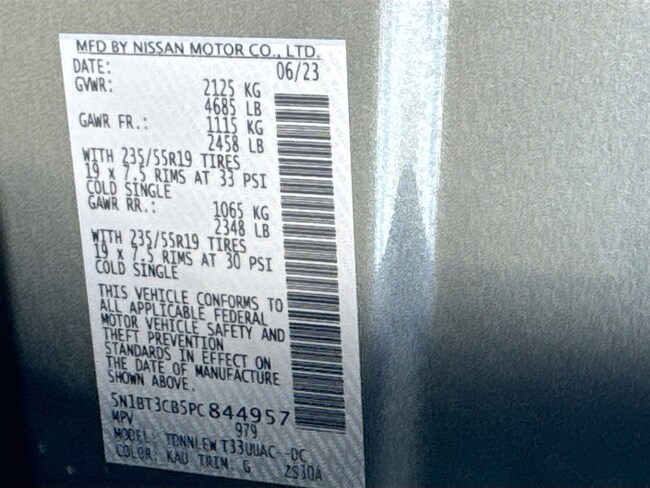 MFD BY NISSAN MOTOR CO., LTD.
DATE: 06/23
GVWR: 2125 KG
4685 LB
GAWR FR.: 1115 KG
2458 LB
WITH 235/55R19 TIRES
19 x 7.5 RIMS AT 33 PSI
COLD SINGLE
GAWR RR.: 1065 KG
2348 LB
WITH 235/55R19 TIRES
19 x 7.5 RIMS AT 30 PSI
COLD SINGLE
THIS VEHICLE CONFORMS TO
ALL APPLICABLE FEDERAL
MOTOR VEHICLE SAFETY AND
THEFT PREVENTION
STANDARDS IN EFFECT ON
THE DATE OF MANUFACTURE
SHOWN ABOVE.
5N1BT3CB5PC844957
MPV 979
MODEL: TDNNLEW T33UUAC--DC
COLOR: KAD TRIM: G 2S30A